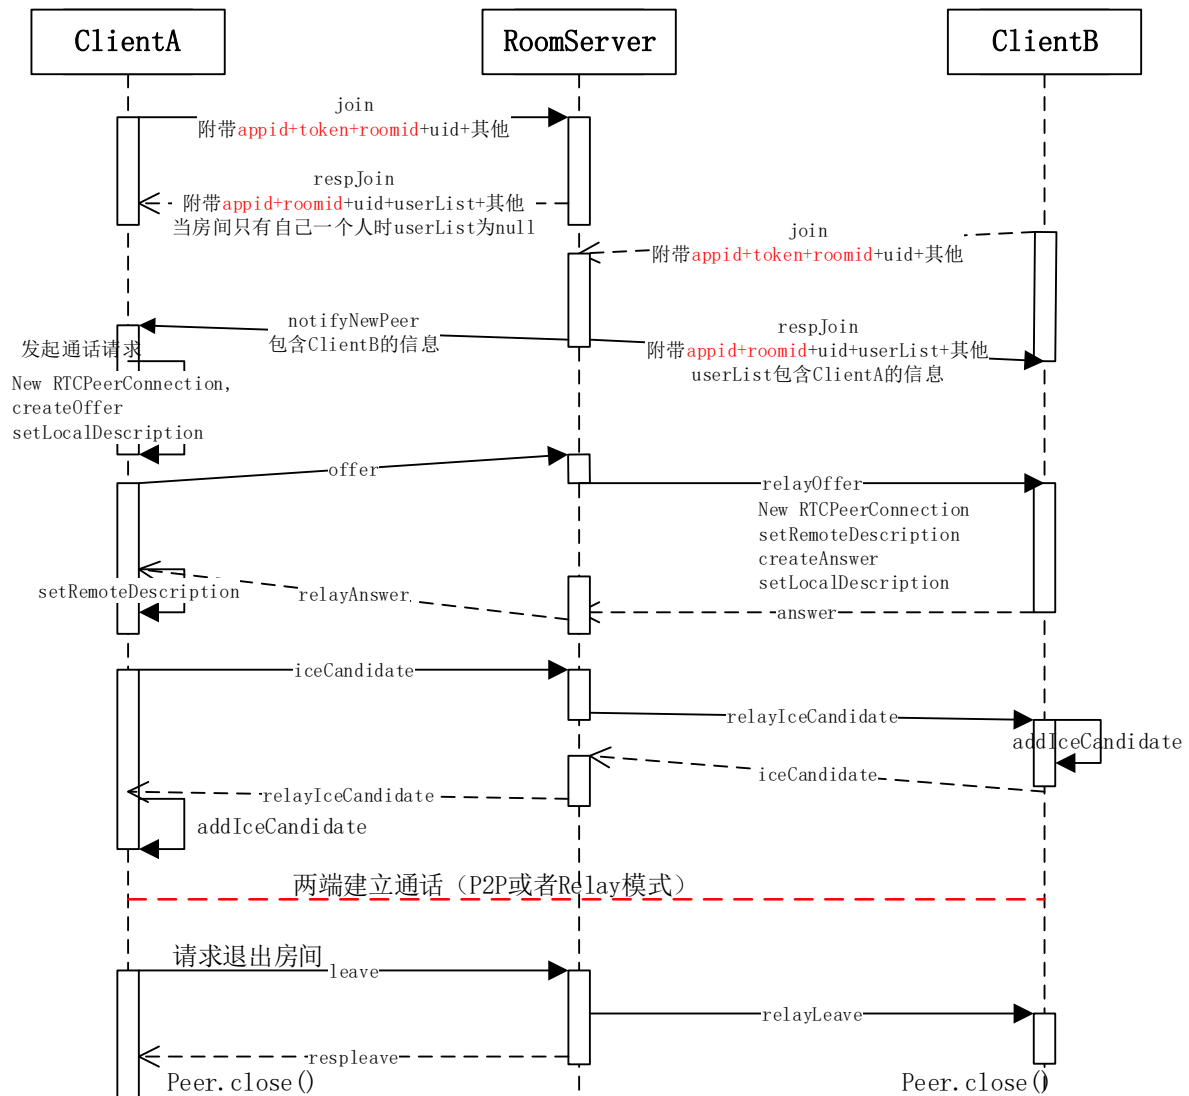 ClientA
RoomServer
ClientB
join
附带appid+token+roomid+uid+其他
respJoin
附带appid+roomid+uid+userList+其他
当房间只有自己一个人时userList为null
join
附带appid+token+roomid+uid+其他
notifyNewPeer
包含ClientB的信息
respJoin
附带appid+roomid+uid+userList+其他
userList包含ClientA的信息
发起通话请求
New RTCPeerConnection,
createOffer
setLocalDescription
offer
relayOffer
New RTCPeerConnection
setRemoteDescription
createAnswer
setLocalDescription
setRemoteDescription
relayAnswer
answer
iceCandidate
relayIceCandidate
addIceCandidate
iceCandidate
relayIceCandidate
addIceCandidate
两端建立通话（P2P或者Relay模式）
请求退出房间
leave
relayLeave
respleave
Peer.close()
Peer.close()